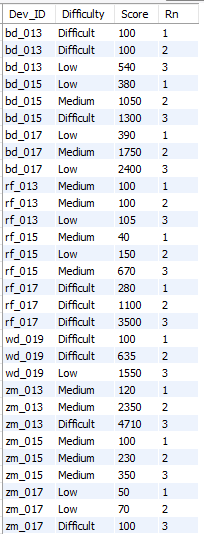 Dev_ID Difficulty Score Rn
bd_013 Difficult 100 1
bd_013 Difficult 100 2
bd_013 Low 540 3
bd_015 Low 380 1
bd_015 Medium 1050 2
bd_015 Difficult 1300 3
bd_017 Low 390 1
bd_017 Medium 1750 2
bd_017 Low 2400 3
rf_013 Medium 100 1
rf_013 Medium 100 2
rf_013 Low 105 3
rf_015 Medium 40 1
rf_015 Low 150 2
rf_015 Medium 670 3
rf_017 Difficult 280 1
rf_017 Difficult 1100 2
rf_017 Difficult 3500 3
wd_019 Difficult 100 1
wd_019 Difficult 635 2
wd_019 Low 1550 3
zm_013 Medium 120 1
zm_013 Medium 2350 2
zm_013 Difficult 4710 3
zm_015 Medium 100 1
zm_015 Medium 230 2
zm_015 Medium 350 3
zm_017 Low 50 1
zm_017 Low 70 2
zm_017 Difficult 100 3